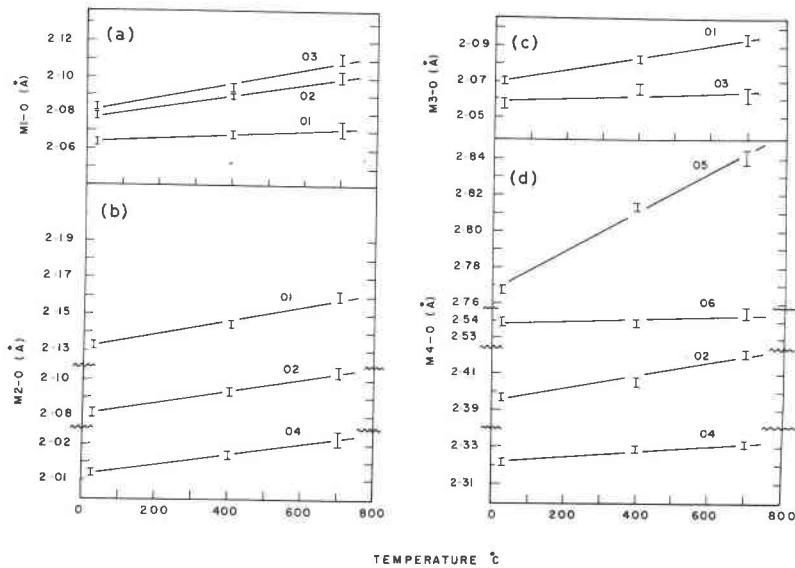 (a)
M1-O (Å)
2·12
2·10
2·08
2·06
O3
O2
O1
(b)
M2-O (Å)
2·19
2·17
2·15
2·13
2·10
2·08
2·02
2·01
O1
O2
O4
0 200 400 600 800
(c)
M3-O (Å)
2·09
2·07
2·05
O1
O3
(d)
M4-O (Å)
2·84
2·82
2·80
2·78
2·76
2·54
2·53
2·41
2·39
2·33
2·31
O5
O6
O2
O4
0 200 400 600 800
TEMPERATURE °C